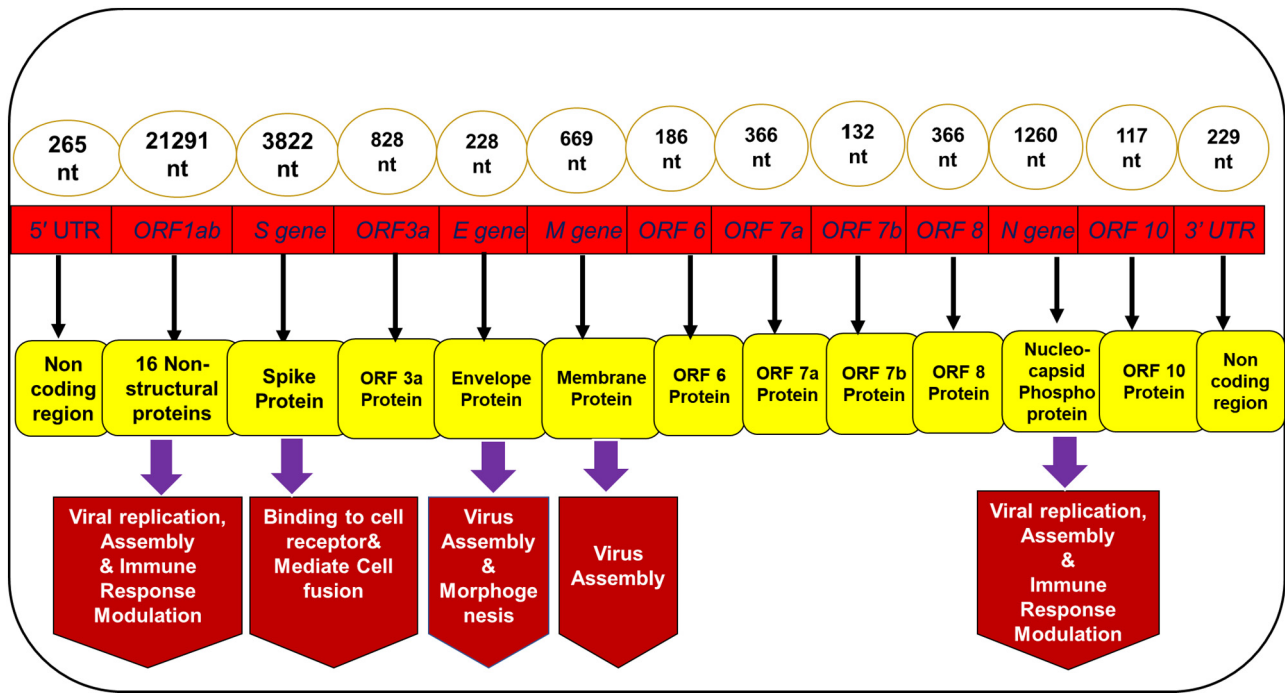 265
nt
21291
nt
3822
nt
828
nt
228
nt
669
nt
186
nt
366
nt
132
nt
366
nt
1260
nt
117
nt
229
nt
5' UTR
ORF1ab
S gene
ORF3a
E gene
M gene
ORF 6
ORF 7a
ORF 7b
ORF 8
N gene
ORF 10
3' UTR
Non
coding
region
16 Non-
structural
proteins
Spike
Protein
ORF 3a
Protein
Envelope
Protein
Membrane
Protein
ORF 6
Protein
ORF 7a
Protein
ORF 7b
Protein
ORF 8
Protein
Nucleo-
capsid
Phospho
protein
ORF 10
Protein
Non
coding
region
Viral replication,
Assembly
& Immune
Response
Modulation
Binding to cell
receptor&
Mediate Cell
fusion
Virus
Assembly
&
Morphoge
nesis
Virus
Assembly
Viral replication,
Assembly
&
Immune
Response
Modulation